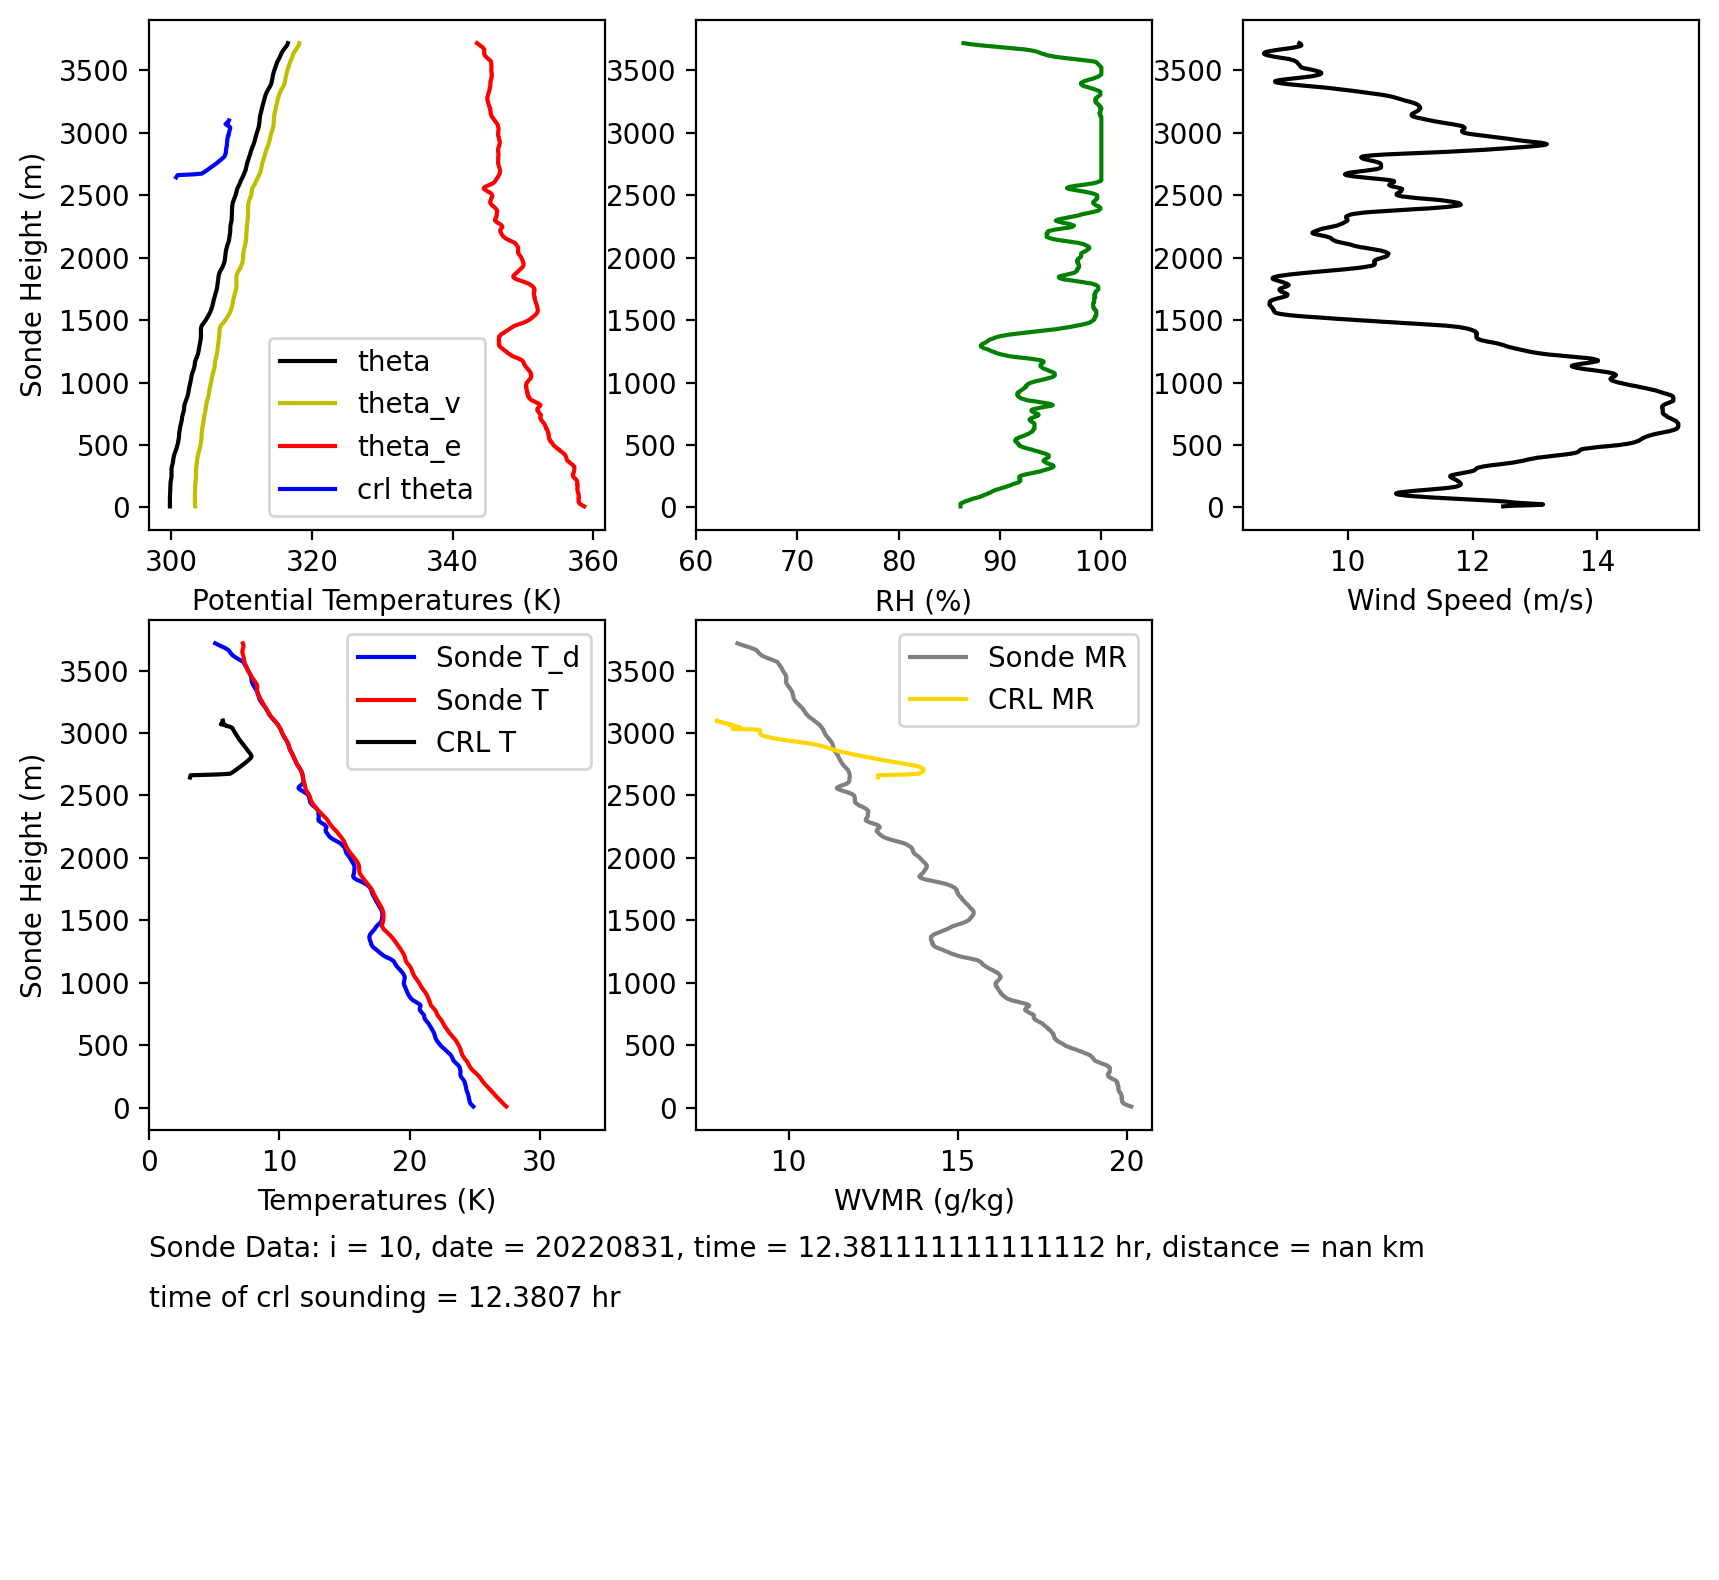 3500
3000
2500
2000
1500
1000
500
0
Sonde Height (m)
theta
theta_v
theta_e
crl theta
300 320 340 360
Potential Temperatures (K)
3500
3000
2500
2000
1500
1000
500
0
60 70 80 90 100
RH (%)
3500
3000
2500
2000
1500
1000
500
0
10 12 14
Wind Speed (m/s)
3500
3000
2500
2000
1500
1000
500
0
Sonde Height (m)
Sonde T_d
Sonde T
CRL T
0 10 20 30
Temperatures (K)
3500
3000
2500
2000
1500
1000
500
0
Sonde MR
CRL MR
10 15 20
WVMR (g/kg)
Sonde Data: i = 10, date = 20220831, time = 12.381111111111112 hr, distance = nan km
time of crl sounding = 12.3807 hr